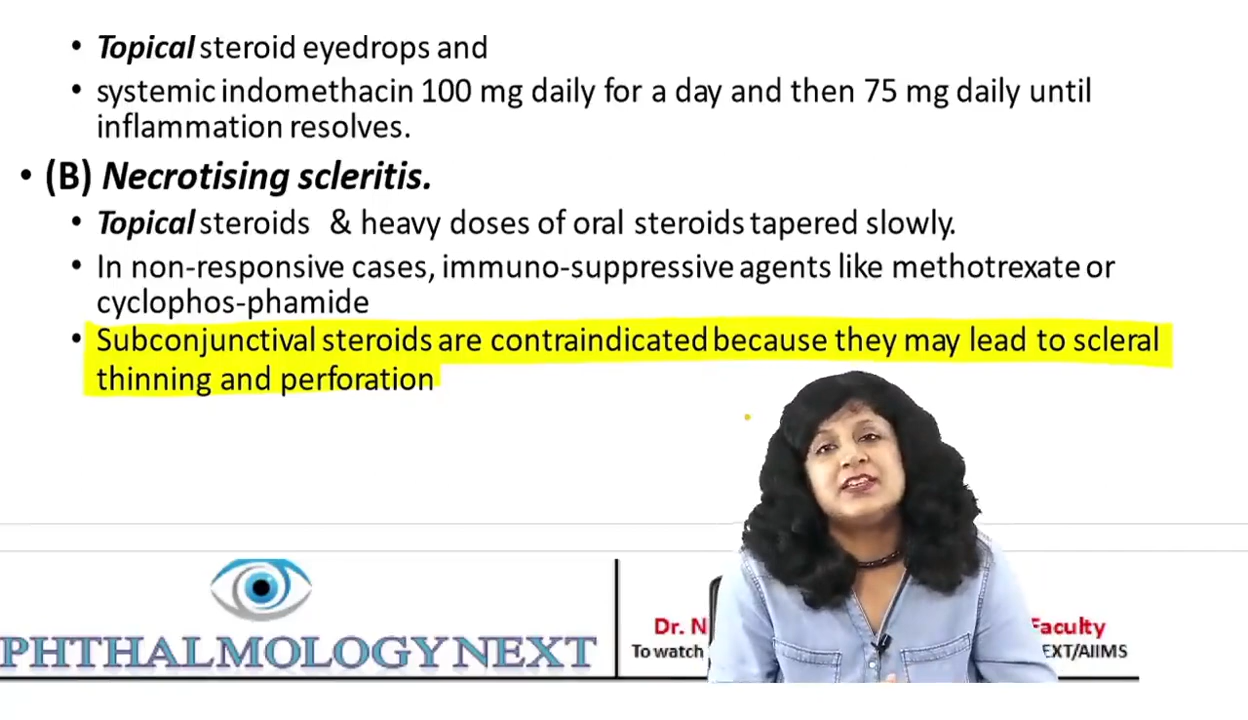 • Topical steroid eyedrops and
• systemic indomethacin 100 mg daily for a day and then 75 mg daily until
inflammation resolves.
• (B) Necrotising scleritis.
• Topical steroids & heavy doses of oral steroids tapered slowly.
• In non-responsive cases, immuno-suppressive agents like methotrexate or
cyclophos-phamide
• Subconjunctival steroids are contraindicated because they may lead to scleral
thinning and perforation
PHTHALMOLOGY NEXT
Dr. N Faculty
To watch EXT/AIIMS